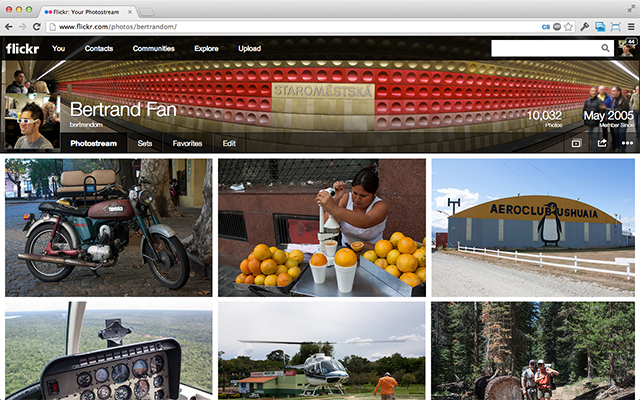 Flickr: Your Photostream
www.flickr.com/photos/bertrandom/
flickr You Contacts Communities Explore Upload
44
STAROMĚSTSKÁ
Bertrand Fan
bertrandom
10,032
Photos
May 2005
Member Since
Photostream Sets Favorites Edit
AEROCLUB USHUAIA